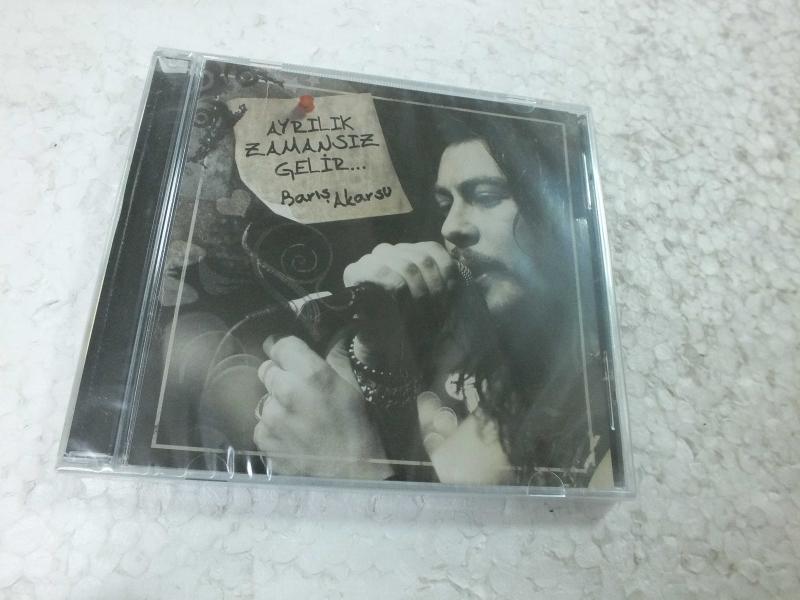 AYRILIK
ZAMANSIZ
GELİR...
Barış Akarsu